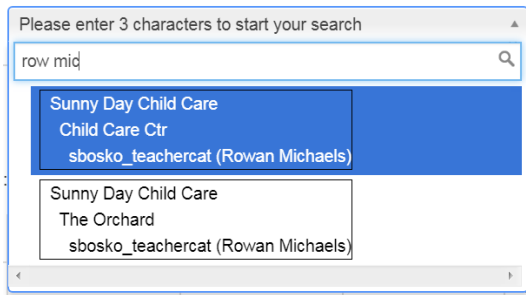 Please enter 3 characters to start your search
row mid
Sunny Day Child Care
Child Care Ctr
sbosko_teachercat (Rowan Michaels)
Sunny Day Child Care
The Orchard
sbosko_teachercat (Rowan Michaels)